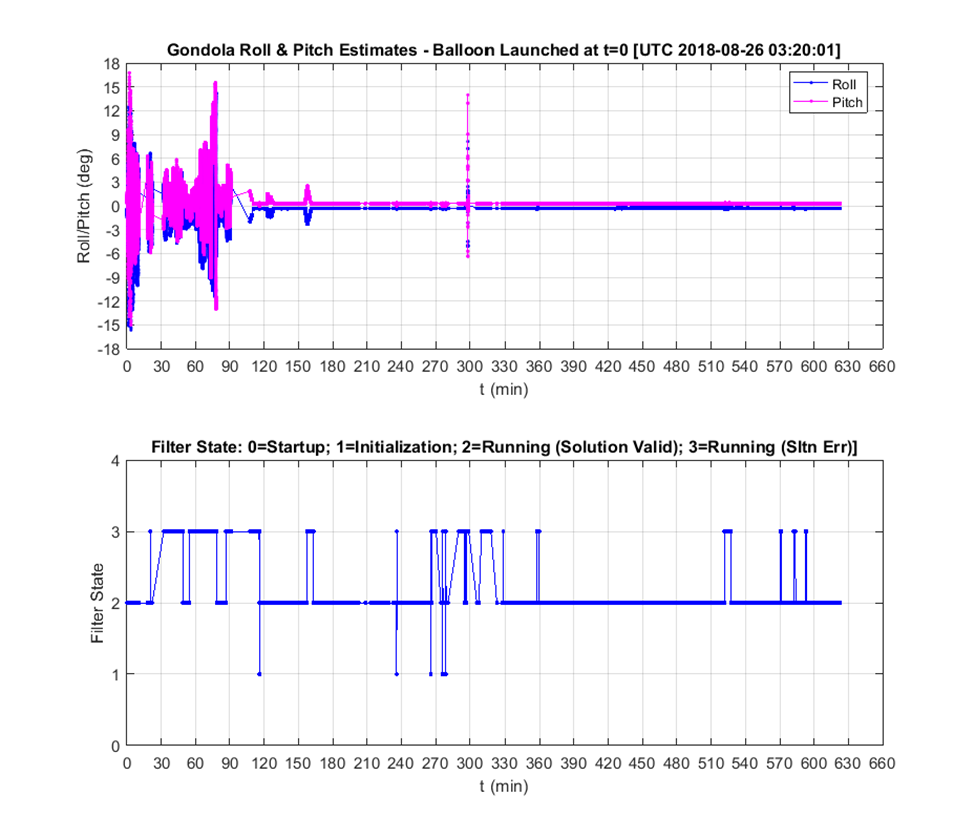 Gondola Roll & Pitch Estimates - Balloon Launched at t=0 [UTC 2018-08-26 03:20:01]
18
15
12
9
6
3
0
-3
-6
-9
-12
-15
-18
Roll/Pitch (deg)
Roll
Pitch
0 30 60 90 120 150 180 210 240 270 300 330 360 390 420 450 480 510 540 570 600 630 660
t (min)
Filter State: 0=Startup; 1=Initialization; 2=Running (Solution Valid); 3=Running (Sltn Err)]
4
3
2
1
0
Filter State
0 30 60 90 120 150 180 210 240 270 300 330 360 390 420 450 480 510 540 570 600 630 660
t (min)